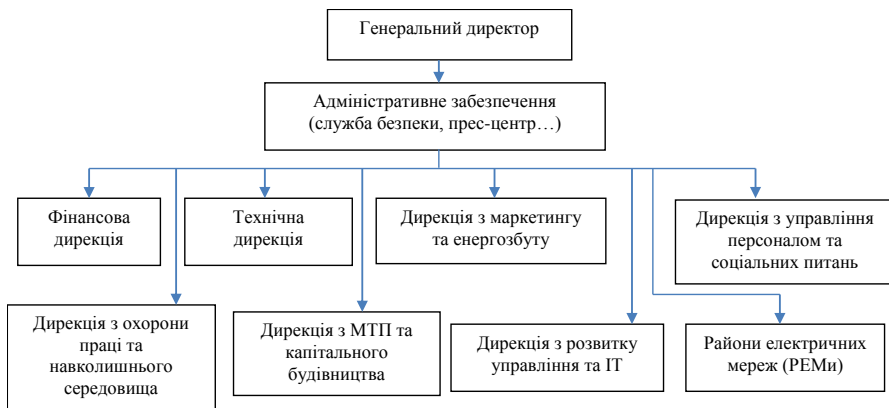 Генеральний директор
Адміністративне забезпечення
(служба безпеки, прес-центр…)
Фінансова
дирекція
Технічна
дирекція
Дирекція з маркетингу
та енергозбуту
Дирекція з управління
персоналом та
соціальних питань
Дирекція з охорони
праці та
навколишнього
середовища
Дирекція з МТП та
капітального
будівництва
Дирекція з розвитку
управління та ІТ
Райони електричних
мереж (РЕМи)